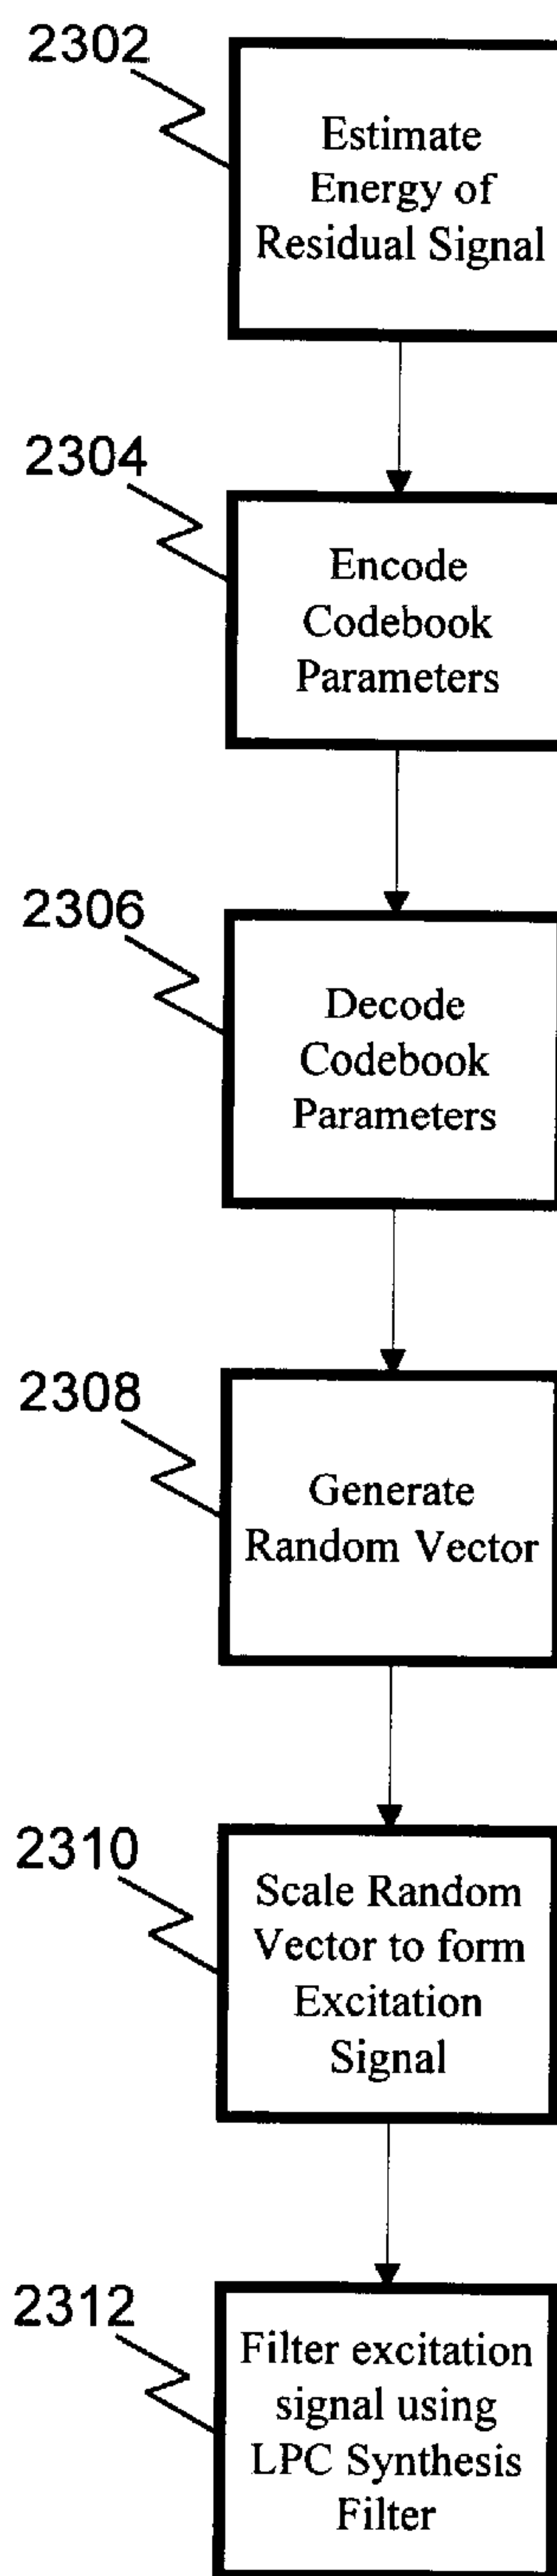 2302
Estimate
Energy of
Residual Signal
2304
Encode
Codebook
Parameters
2306
Decode
Codebook
Parameters
2308
Generate
Random Vector
2310
Scale Random
Vector to form
Excitation
Signal
2312
Filter excitation
signal using
LPC Synthesis
Filter